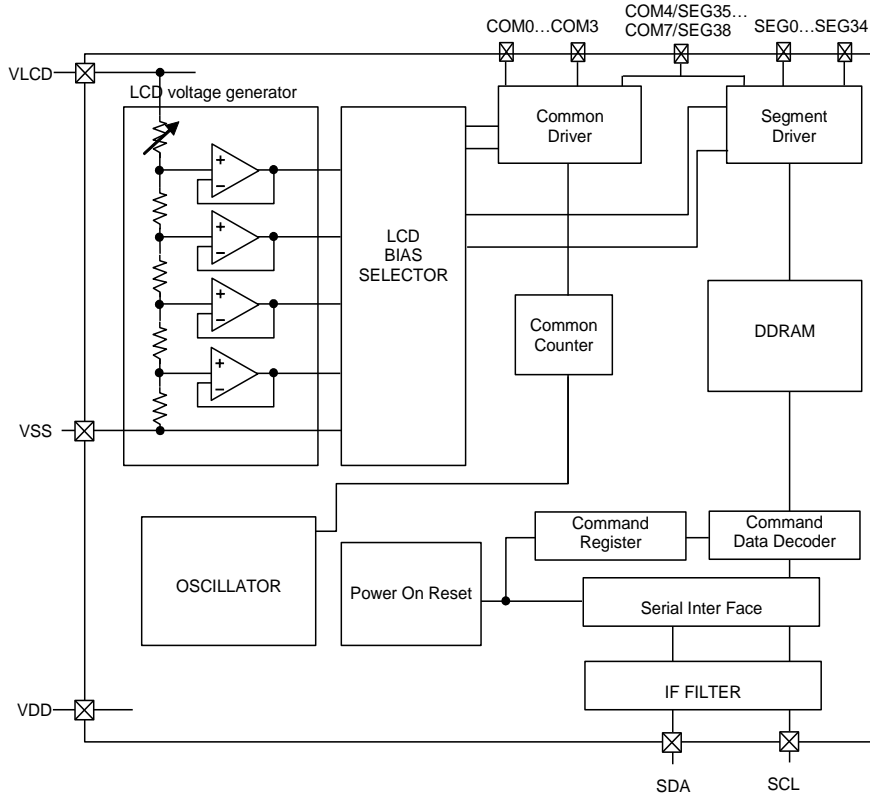 COM4/SEG35…
COM0…COM3
COM7/SEG38
SEG0…SEG34
VLCD
LCD voltage generator
Common
Driver
Segment
Driver
+
−
+
−
+
−
+
−
LCD
BIAS
SELECTOR
Common
Counter
DDRAM
VSS
OSCILLATOR
Power On Reset
Command
Register
Command
Data Decoder
Serial Inter Face
IF FILTER
VDD
SDA
SCL